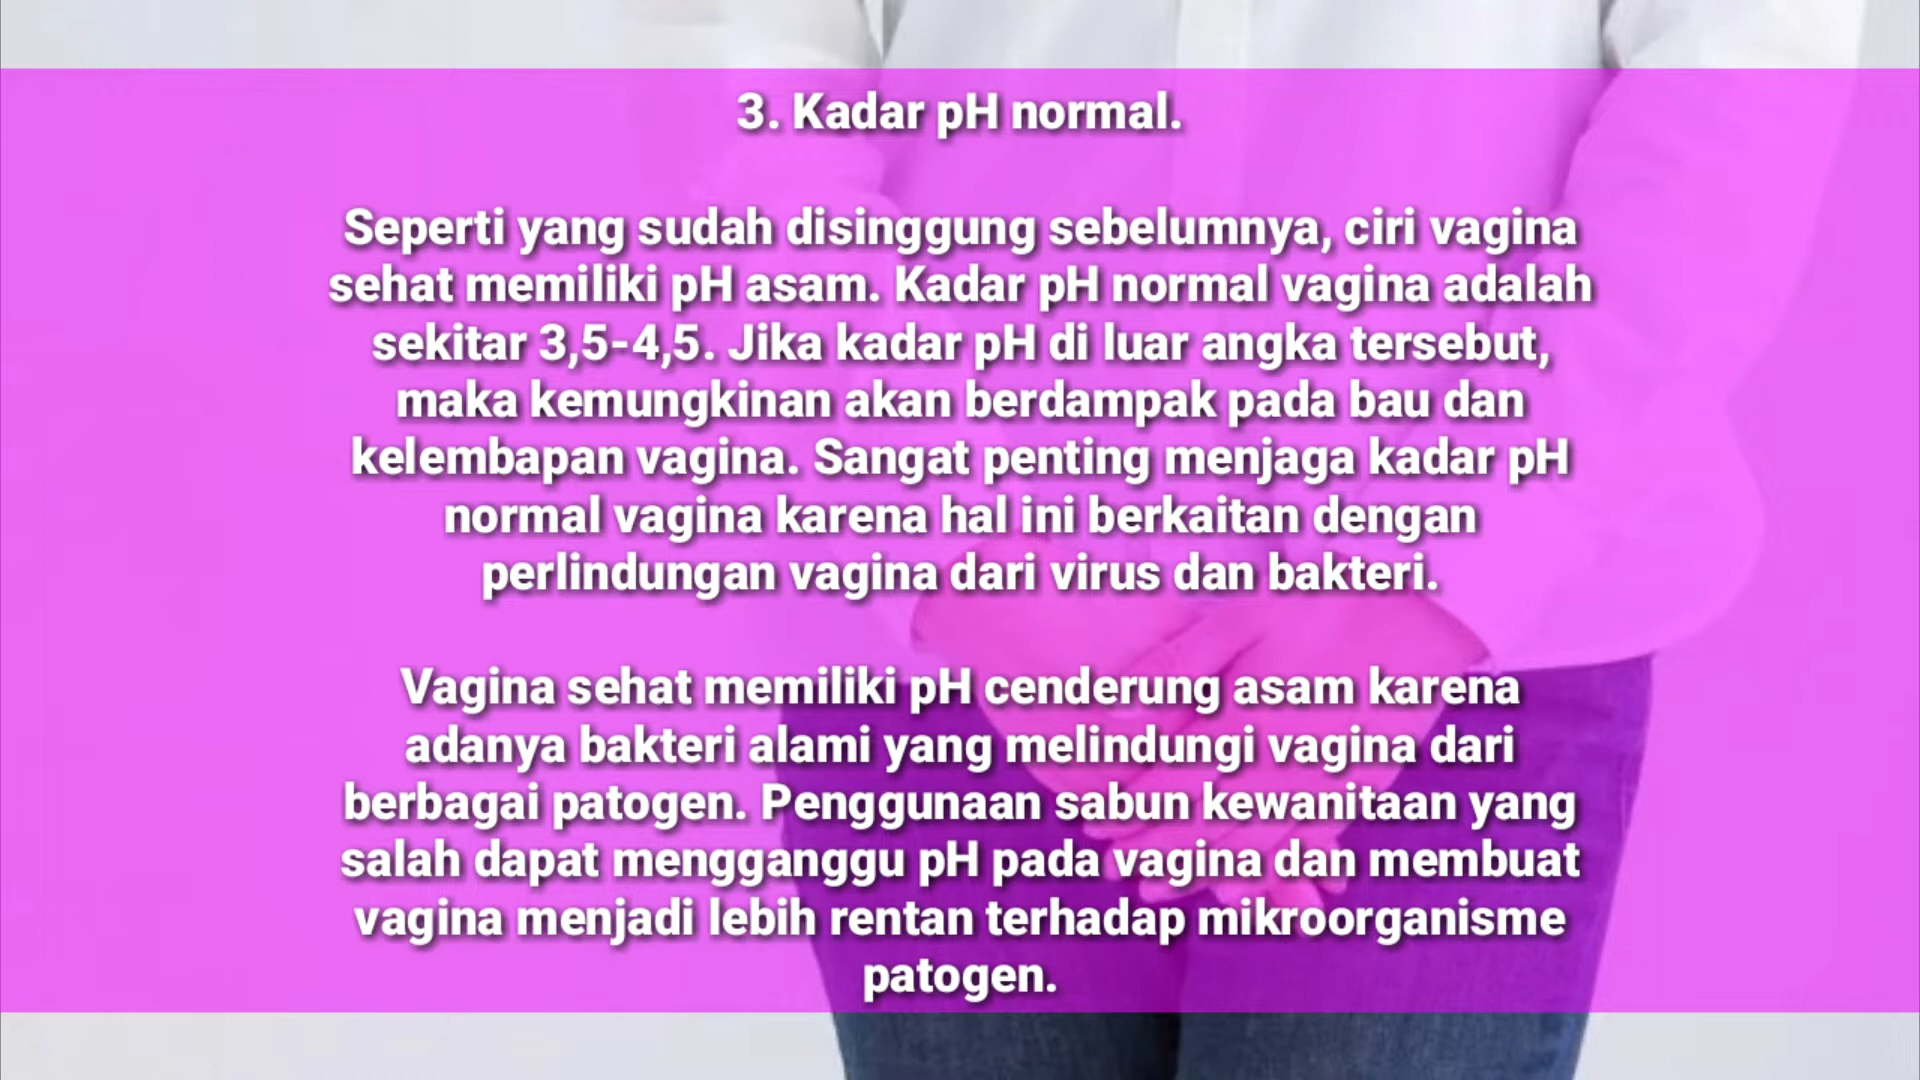 3. Kadar pH normal.
Seperti yang sudah disinggung sebelumnya, ciri vagina
sehat memiliki pH asam. Kadar pH normal vagina adalah
sekitar 3,5-4,5. Jika kadar pH di luar angka tersebut,
maka kemungkinan akan berdampak pada bau dan
kelembapan vagina. Sangat penting menjaga kadar pH
normal vagina karena hal ini berkaitan dengan
perlindungan vagina dari virus dan bakteri.
Vagina sehat memiliki pH cenderung asam karena
adanya bakteri alami yang melindungi vagina dari
berbagai patogen. Penggunaan sabun kewanitaan yang
salah dapat mengganggu pH pada vagina dan membuat
vagina menjadi lebih rentan terhadap mikroorganisme
patogen.